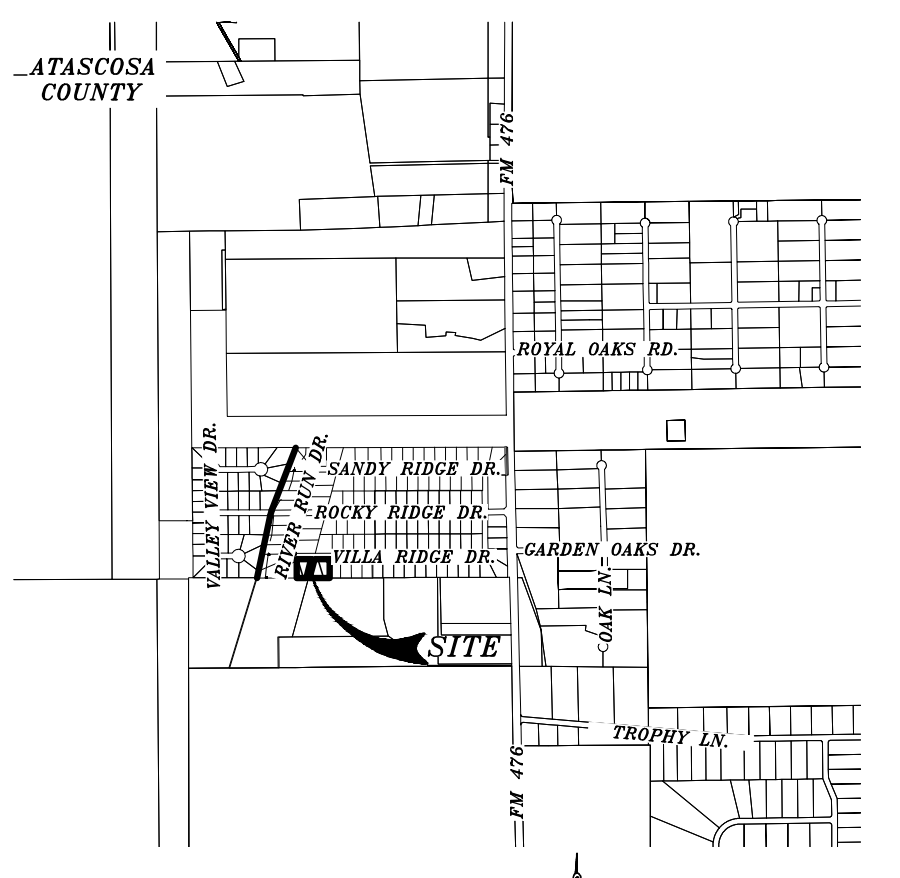 ATASCOSA
COUNTY
FM 476
ROYAL OAKS RD.
VALLEY VIEW DR.
RIVER RUN DR.
SANDY RIDGE DR.
ROCKY RIDGE DR.
VILLA RIDGE DR.
GARDEN OAKS DR.
OAK LN.
SITE
TROPHY LN.
FM 476